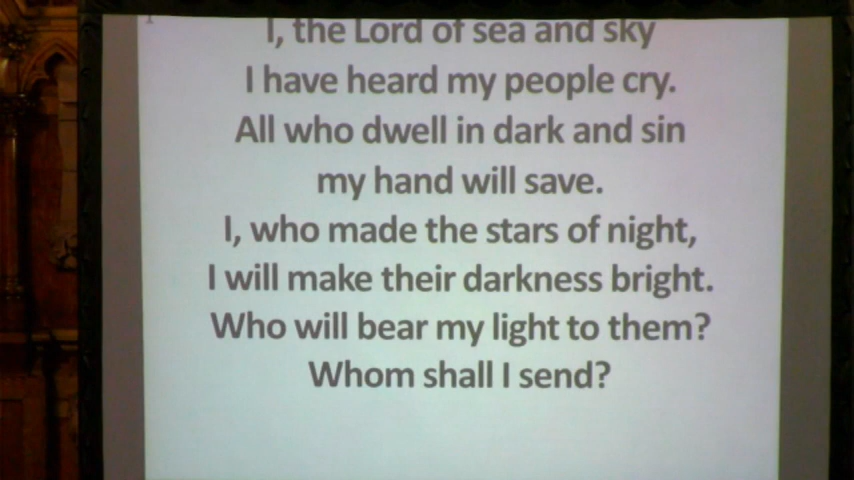 I, the Lord of sea and sky
I have heard my people cry.
All who dwell in dark and sin
my hand will save.
I, who made the stars of night,
I will make their darkness bright.
Who will bear my light to them?
Whom shall I send?